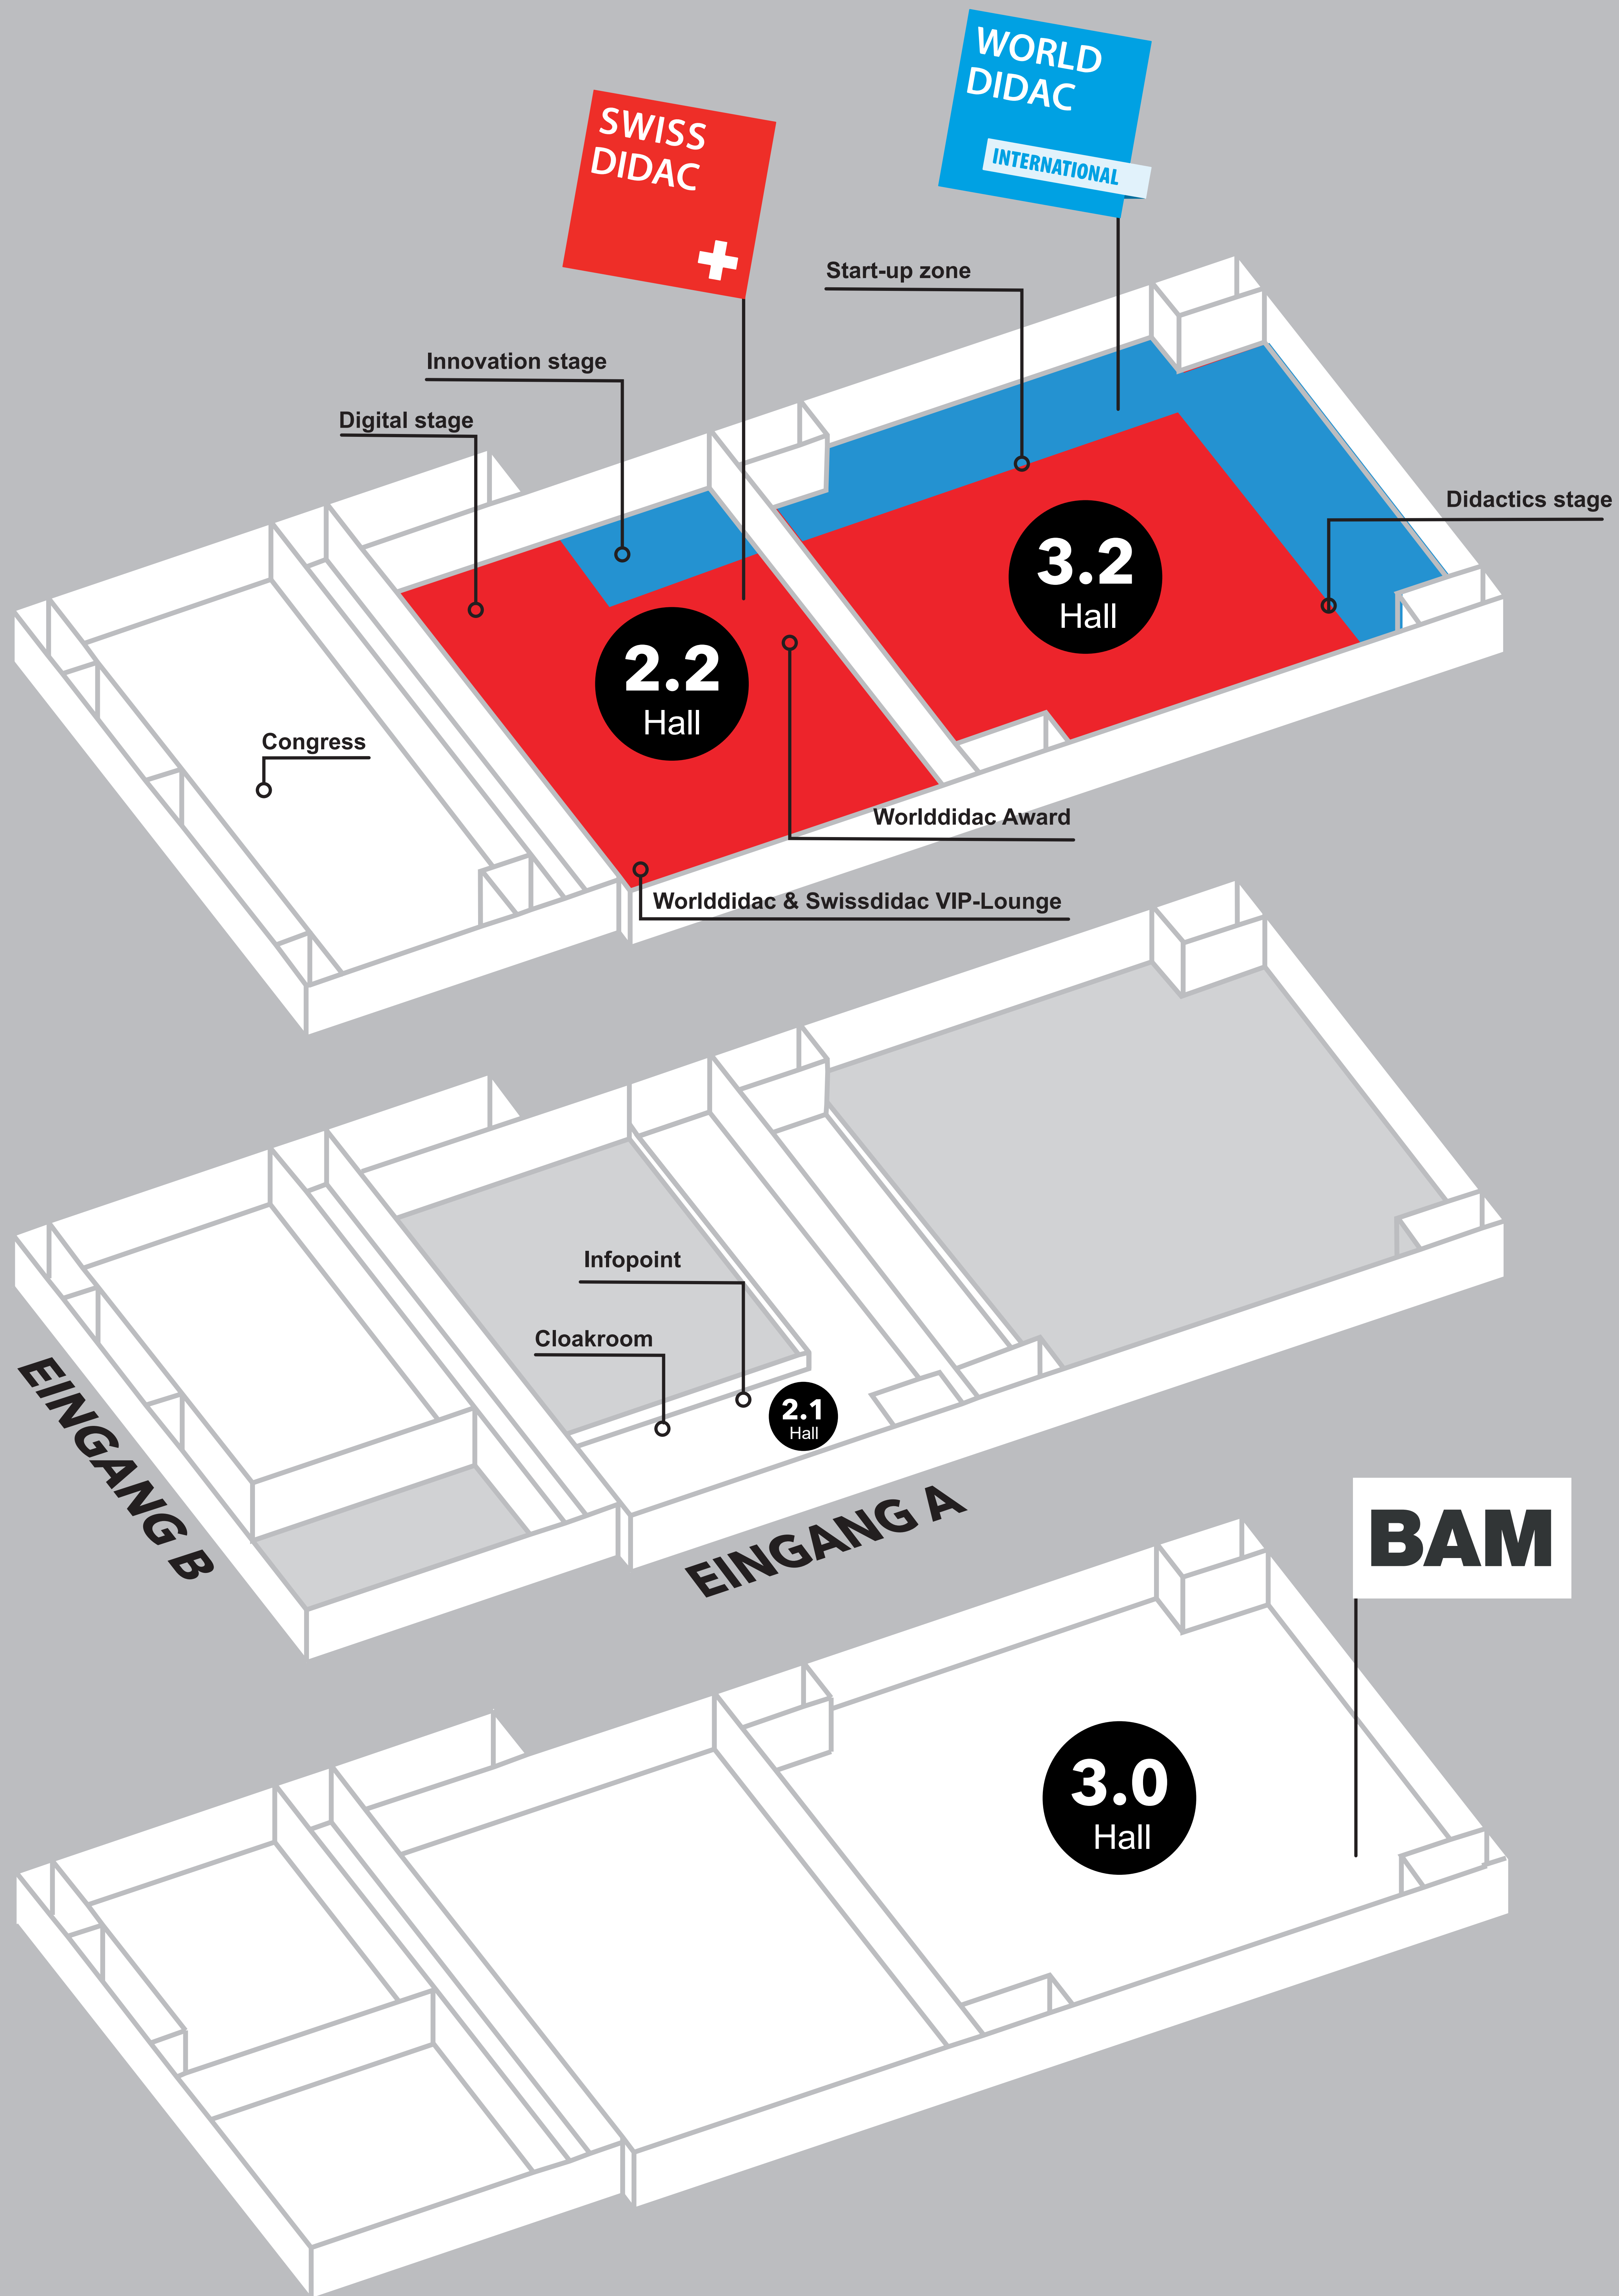 WORLD
DIDAC
INTERNATIONAL
SWISS
DIDAC
Start-up zone
Innovation stage
Digital stage
Didactics stage
3.2
Hall
2.2
Hall
Congress
Worlddidac Award
Worlddidac & Swissdidac VIP-Lounge
Infopoint
Cloakroom
2.1
Hall
EINGANG B
EINGANG A
BAM
3.0
Hall